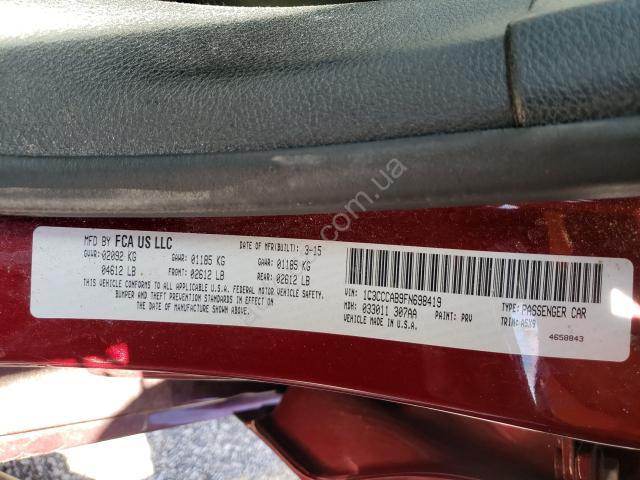 MFD BY FCA US LLC
DATE OF MFR(BUILT): 3-15
GVWR:02092 KG GAWR:01185 KG GAWR:01185 KG
04612 LB FRONT:02612 LB REAR:02612 LB
THIS VEHICLE CONFORMS TO ALL APPLICABLE U.S.A. FEDERAL MOTOR VEHICLE SAFETY,
BUMPER AND THEFT PREVENTION STANDARDS IN EFFECT ON
THE DATE OF MANUFACTURE SHOWN ABOVE.
VIN: 1C3CCCAB9FN698419
TYPE: PASSENGER CAR
MDH: 033011 307AA PAINT: PRV
TRIM: A5X9
VEHICLE MADE IN U.S.A.
4658843